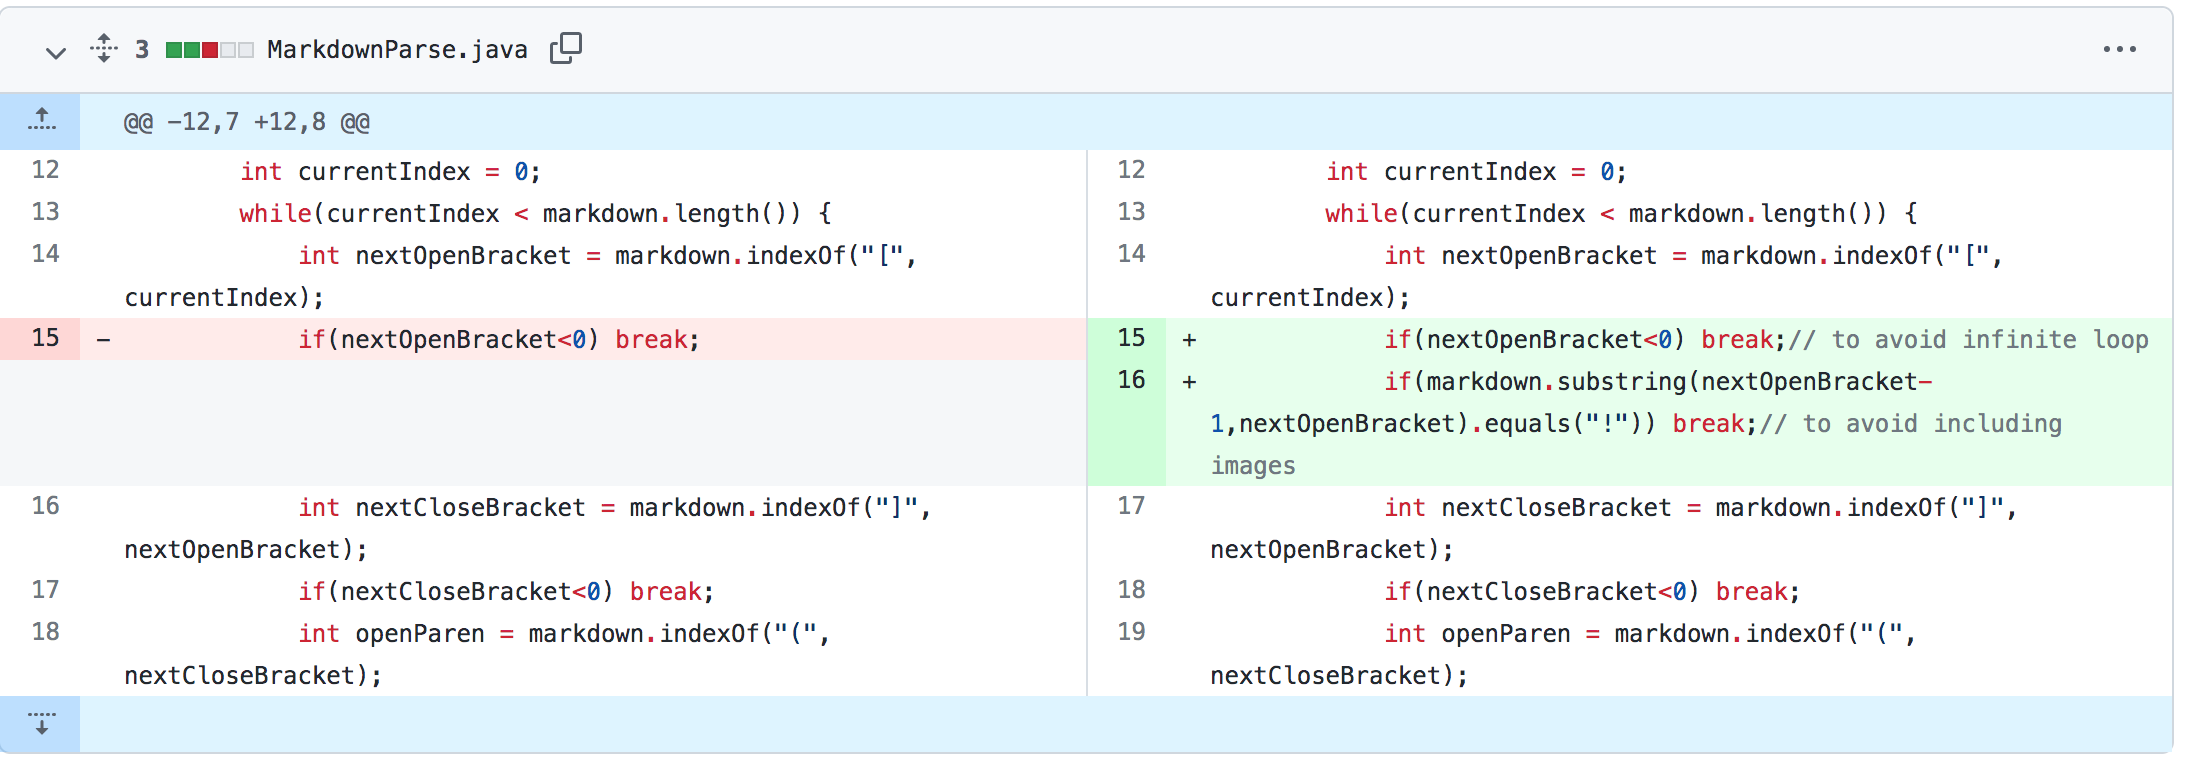 3 MarkdownParse.java
@@ -12,7 +12,8 @@
12 int currentIndex = 0;
13 while(currentIndex < markdown.length()) {
14 int nextOpenBracket = markdown.indexOf("[",
currentIndex);
15 - if(nextOpenBracket<0) break;
16 int nextCloseBracket = markdown.indexOf("]",
nextOpenBracket);
17 if(nextCloseBracket<0) break;
18 int openParen = markdown.indexOf("(",
nextCloseBracket);
12 int currentIndex = 0;
13 while(currentIndex < markdown.length()) {
14 int nextOpenBracket = markdown.indexOf("[",
currentIndex);
15 + if(nextOpenBracket<0) break;// to avoid infinite loop
16 + if(markdown.substring(nextOpenBracket-
1,nextOpenBracket).equals("!")) break;// to avoid including
images
17 int nextCloseBracket = markdown.indexOf("]",
nextOpenBracket);
18 if(nextCloseBracket<0) break;
19 int openParen = markdown.indexOf("(",
nextCloseBracket);